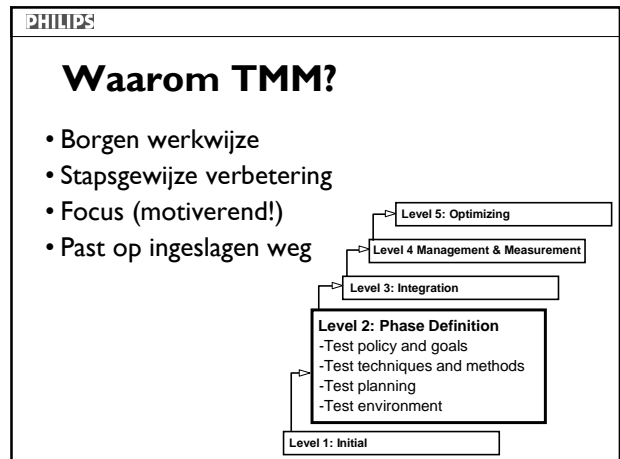 PHILIPS
Waarom TMM?
• Borgen werkwijze
• Stapsgewijze verbetering
• Focus (motiverend!)
• Past op ingeslagen weg
Level 5: Optimizing
Level 4 Management & Measurement
Level 3: Integration
Level 2: Phase Definition
-Test policy and goals
-Test techniques and methods
-Test planning
-Test environment
Level 1: Initial